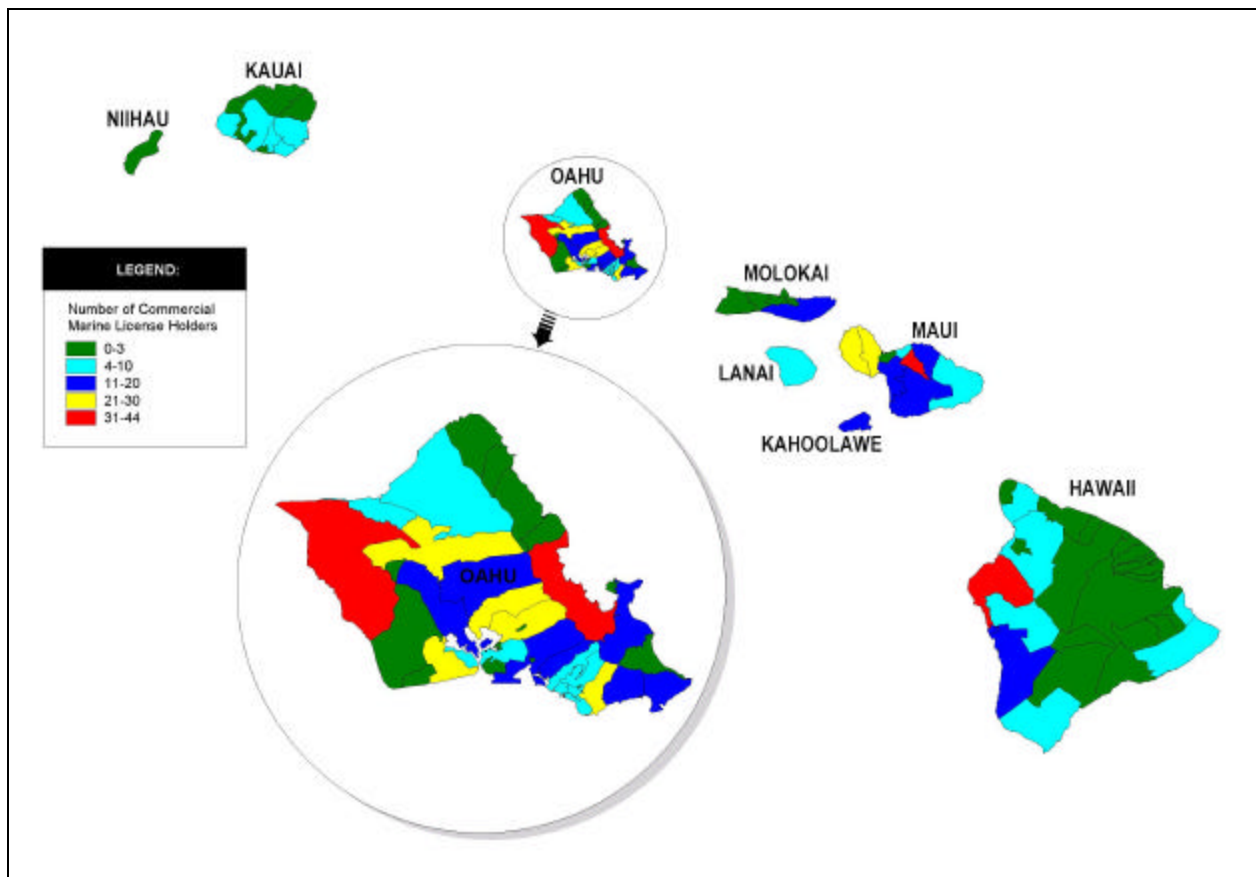 KAUAI
NIIHAU
OAHU
MOLOKAI
MAUI
LANAI
KAHOOLAWE
HAWAII
LEGEND:
Number of Commercial
Marine License Holders
0-3
4-10
11-20
21-30
31-44
OAHU